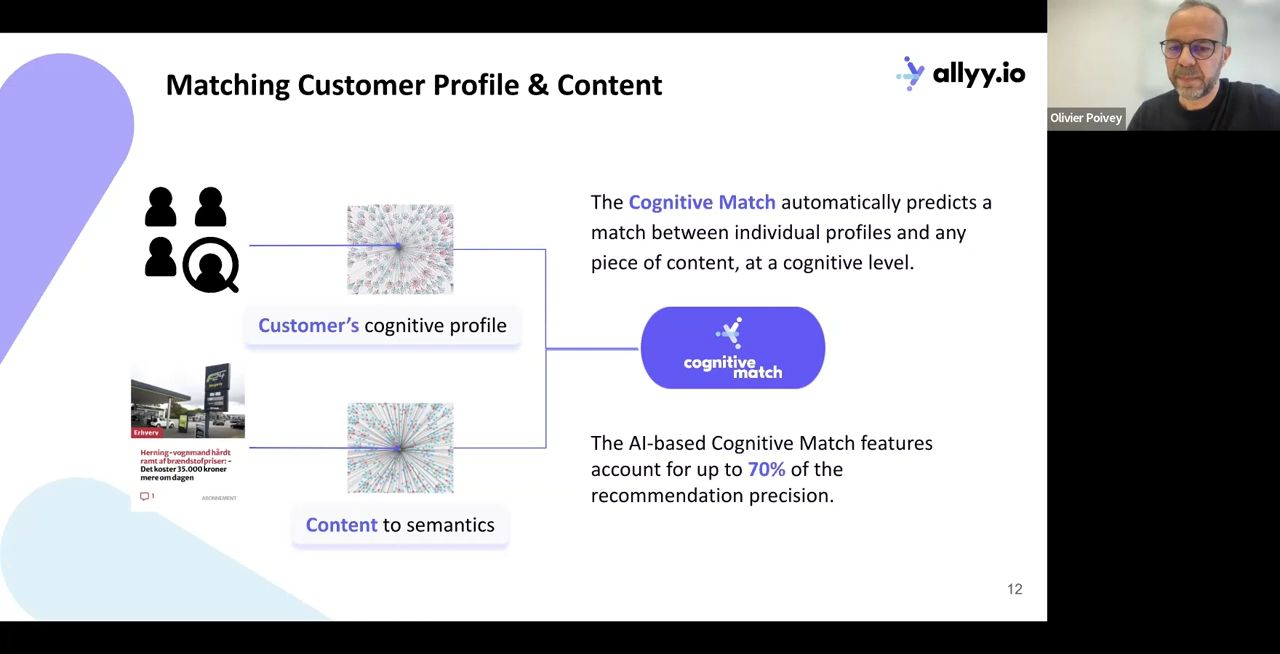 Matching Customer Profile & Content
allyy.io
Olivier Poivey
The Cognitive Match automatically predicts a
match between individual profiles and any
piece of content, at a cognitive level.
Customer's cognitive profile
cognitive
match
Erhverv
Herning-vognmand hårdt
ramt af brændstofpriser: -
Det koster 35.000 kroner
mere om dagen
1
ABONNEMENT
The AI-based Cognitive Match features
account for up to 70% of the
recommendation precision.
Content to semantics
12